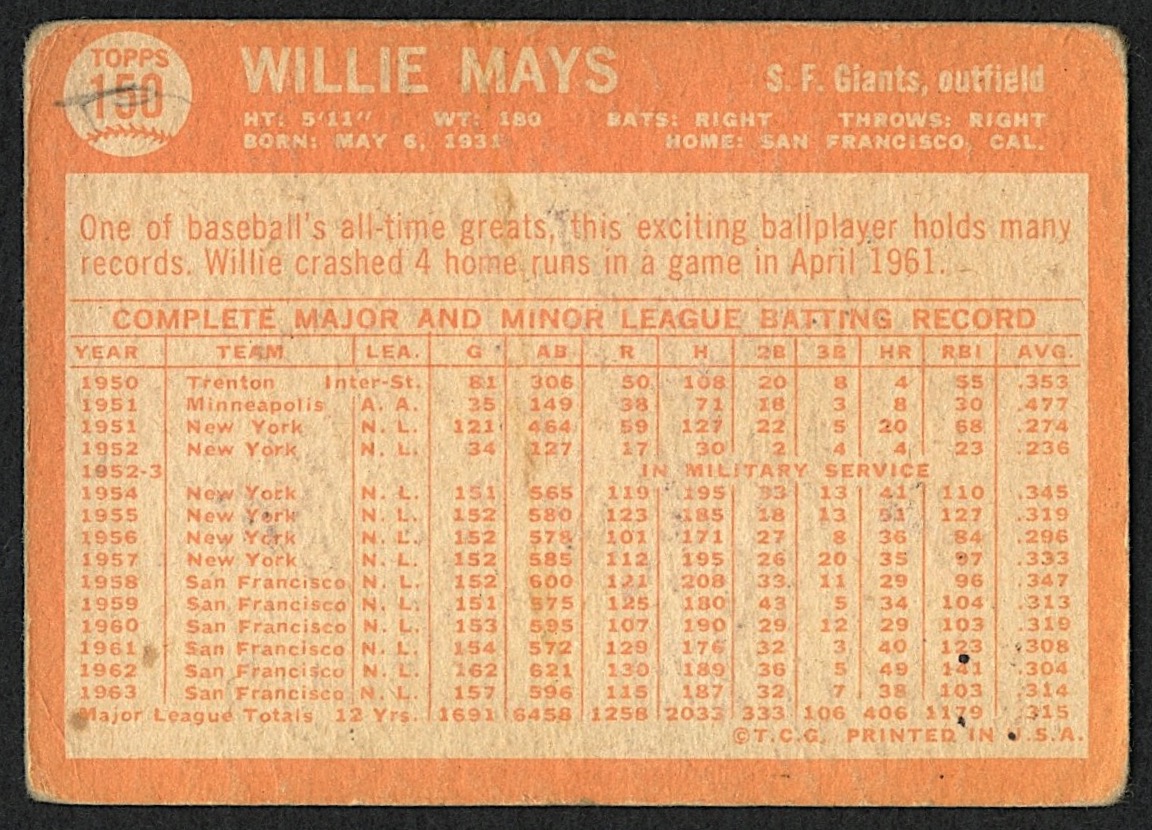 TOPPS
150
WILLIE MAYS
S. F. Giants, outfield
HT: 5'11" WT: 180 BATS: RIGHT THROWS: RIGHT
BORN: MAY 6, 1931 HOME: SAN FRANCISCO, CAL.
One of baseball's all-time greats, this exciting ballplayer holds many
records. Willie crashed 4 home runs in a game in April 1961.
COMPLETE MAJOR AND MINOR LEAGUE BATTING RECORD
YEAR TEAM LEA. G AB R H 2B 3B HR RBI AVG.
1950 Trenton Inter-St. 81 306 50 108 20 8 4 55 .353
1951 Minneapolis A. A. 35 149 38 71 18 3 8 30 .477
1951 New York N. L. 121 464 59 127 22 5 20 68 .274
1952 New York N. L. 34 127 17 30 2 4 4 23 .236
1952-3 IN MILITARY SERVICE
1954 New York N. L. 151 565 119 195 33 13 41 110 .345
1955 New York N. L. 152 580 123 185 18 13 51 127 .319
1956 New York N. L. 152 578 101 171 27 8 36 84 .296
1957 New York N. L. 152 585 112 195 26 20 35 97 .333
1958 San Francisco N. L. 152 600 121 208 33 11 29 96 .347
1959 San Francisco N. L. 151 575 125 180 43 5 34 104 .313
1960 San Francisco N. L. 153 595 107 190 29 12 29 103 .319
1961 San Francisco N. L. 154 572 129 176 32 3 40 123 .308
1962 San Francisco N. L. 162 621 130 189 36 5 49 141 .304
1963 San Francisco N. L. 157 596 115 187 32 7 38 103 .314
Major League Totals 12 Yrs. 1691 6458 1258 2033 333 106 406 1179 .315
©T.C.G. PRINTED IN U.S.A.